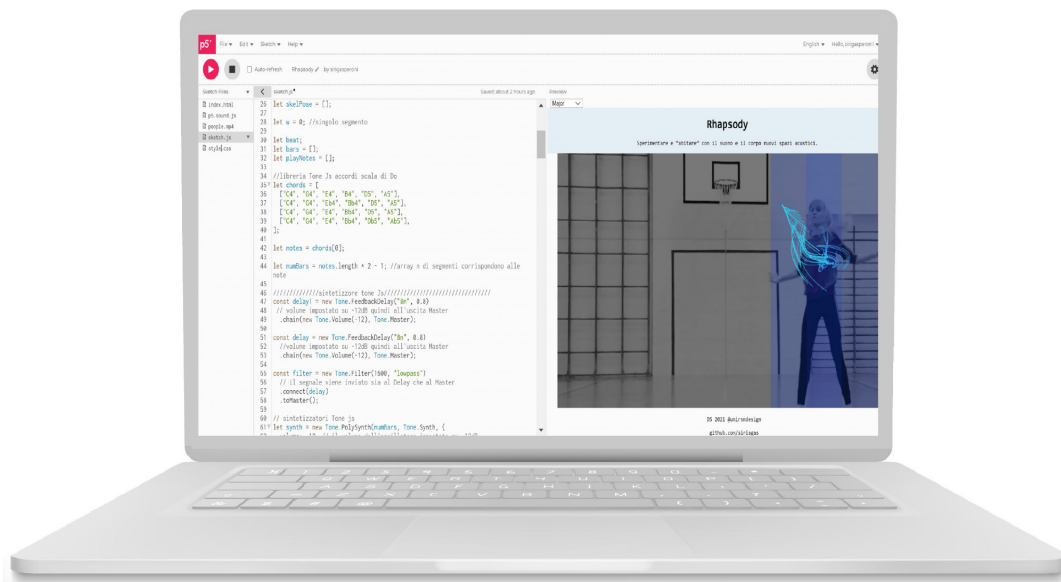 p5*
File ▾ Edit ▾ Sketch ▾ Help ▾
English ▾ Hello, sirigasperoni ▾
Auto-refresh Rhapsody by sirigasperoni
Sketch Files ▾
index.html
p5.sound.js
people.mp4
sketch.js
style.css
sketch.js•
Saved about 2 hours ago
26 let skelPose = [];
27
28 let w = 0; //singolo segmento
29
30 let beat;
31 let bars = [];
32 let playNotes = [];
33
34 //libreria Tone Js accordi scala di Do
35 let chords = [
36 ["C4", "G4", "E4", "B4", "D5", "A5"],
37 ["C4", "G4", "Eb4", "Bb4", "D5", "A5"],
38 ["C4", "G4", "E4", "Bb4", "D5", "A5"],
39 ["C4", "G4", "E4", "Bb4", "Db5", "Ab5"],
40 ];
41
42 let notes = chords[0];
43
44 let numBars = notes.length * 2 - 1; //array n di segmenti corrispondono alle
note
45
46 //////////////sintetizzore tone Js/////////////////////////////////
47 const delay1 = new Tone.FeedbackDelay("8n", 0.8)
48 // volume impostato su -12dB quindi all'uscita Master
49 .chain(new Tone.Volume(-12), Tone.Master);
50
51 const delay = new Tone.FeedbackDelay("8n", 0.8)
52 //volume impostato su -12dB quindi all'uscita Master
53 .chain(new Tone.Volume(-12), Tone.Master);
54
55 const filter = new Tone.Filter(1600, "lowpass")
56 // il segnale viene inviato sia al Delay che al Master
57 .connect(delay)
58 .toMaster();
59
60 // sintetizzatori Tone js
61 let synth = new Tone.PolySynth(numBars, Tone.Synth, {
Preview
Major
Rhapsody
Sperimentare e "abitare" con il suono e il corpo nuovi spazi acustici.
D5 2021 @unirsmdesign
github.com/sirigas